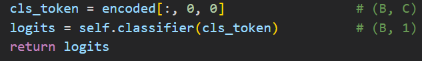 cls_token = encoded[:, 0, 0] # (B, C)
logits = self.classifier(cls_token) # (B, 1)
return logits